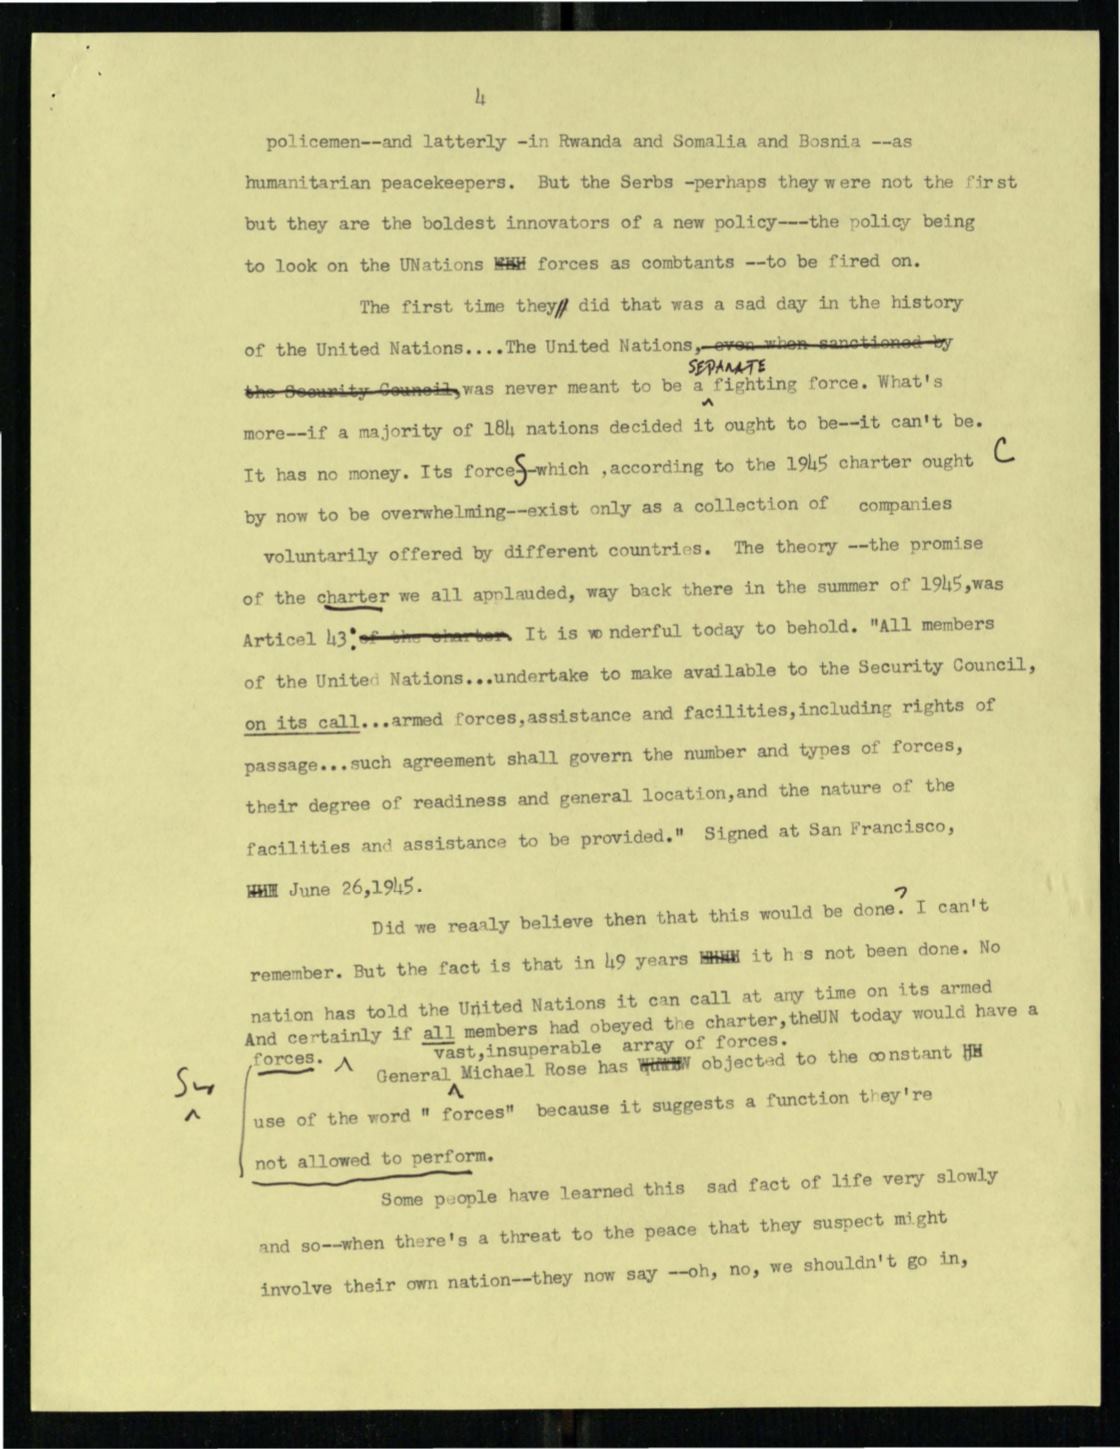 4
policemen--and latterly -in Rwanda and Somalia and Bosnia --as
humanitarian peacekeepers. But the Serbs -perhaps they were not the first
but they are the boldest innovators of a new policy---the policy being
to look on the UNations forces as combtants --to be fired on.
The first time they did that was a sad day in the history
of the United Nations....The United Nations, even when sanctioned by
SEPARATE
the Security Council,was never meant to be a fighting force. What's
more--if a majority of 184 nations decided it ought to be--it can't be.
It has no money. Its forceS-which ,according to the 1945 charter ought C
by now to be overwhelming--exist only as a collection of companies
voluntarily offered by different countries. The theory --the promise
of the charter we all applauded, way back there in the summer of 1945,was
Articel 43: of the charter. It is wonderful today to behold. "All members
of the United Nations...undertake to make available to the Security Council,
on its call...armed forces,assistance and facilities,including rights of
passage...such agreement shall govern the number and types of forces,
their degree of readiness and general location,and the nature of the
facilities and assistance to be provided." Signed at San Francisco,
June 26,1945.
Did we reaaly believe then that this would be done? I can't
remember. But the fact is that in 49 years it h s not been done. No
nation has told the United Nations it can call at any time on its armed
And certainly if all members had obeyed the charter,theUN today would have a
forces. ^ vast,insuperable array of forces.
General Michael Rose has objected to the constant
Sir ^
use of the word " forces" because it suggests a function they're
not allowed to perform.
Some people have learned this sad fact of life very slowly
and so--when there's a threat to the peace that they suspect might
involve their own nation--they now say --oh, no, we shouldn't go in,